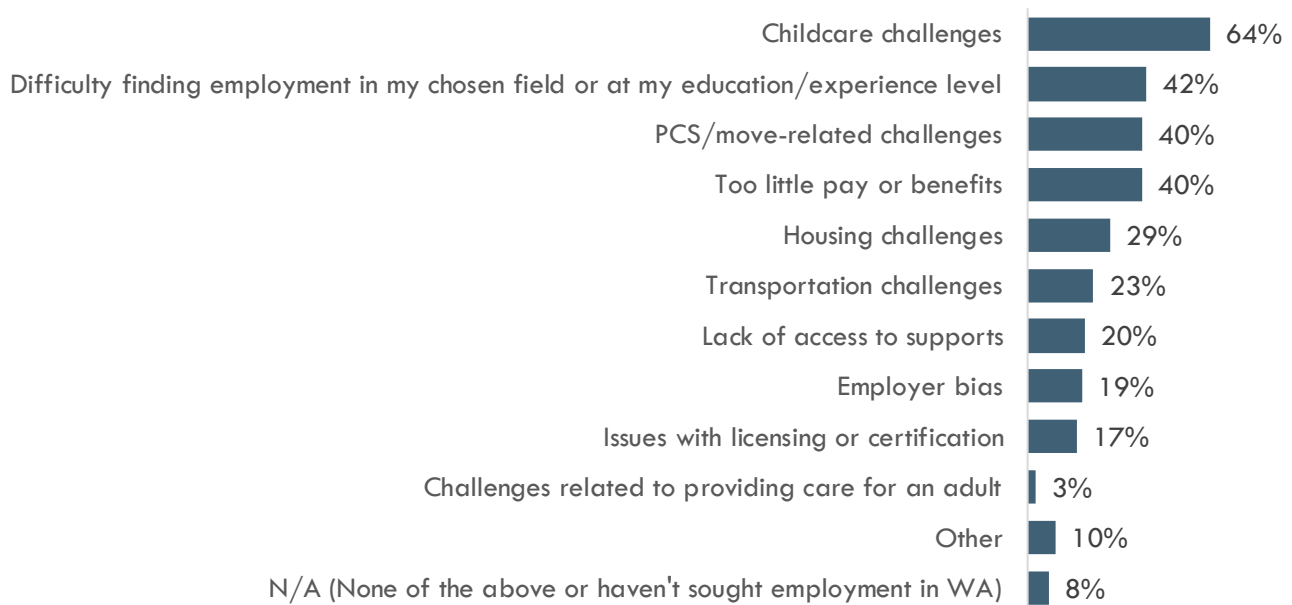 Childcare challenges 64%
Difficulty finding employment in my chosen field or at my education/experience level 42%
PCS/move-related challenges 40%
Too little pay or benefits 40%
Housing challenges 29%
Transportation challenges 23%
Lack of access to supports 20%
Employer bias 19%
Issues with licensing or certification 17%
Challenges related to providing care for an adult 3%
Other 10%
N/A (None of the above or haven't sought employment in WA) 8%